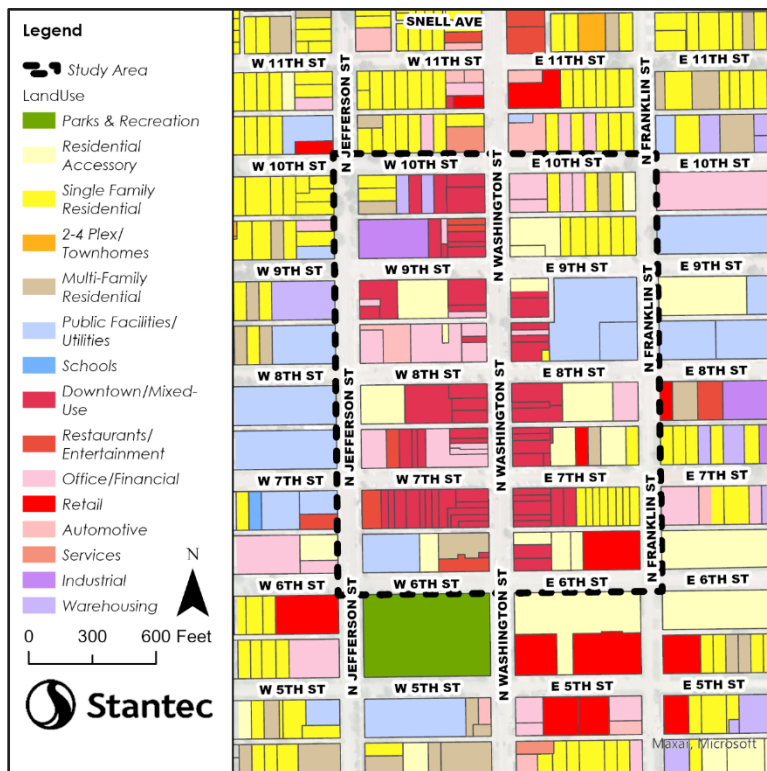 Legend
Study Area
LandUse
Parks & Recreation
Residential
Accessory
Single Family
Residential
2-4 Plex/
Townhomes
Multi-Family
Residential
Public Facilities/
Utilities
Schools
Downtown/Mixed-
Use
Restaurants/
Entertainment
Office/Financial
Retail
Automotive
Services
Industrial
Warehousing
N
0 300 600 Feet
Stantec
SNELL AVE
W 11TH ST
W 11TH ST
E 11TH ST
E 11TH ST
N JEFFERSON ST
N FRANKLIN ST
W 10TH ST
W 10TH ST
E 10TH ST
E 10TH ST
N WASHINGTON ST
W 9TH ST
W 9TH ST
E 9TH ST
E 9TH ST
N FRANKLIN ST
W 8TH ST
W 8TH ST
E 8TH ST
E 8TH ST
N JEFFERSON ST
N WASHINGTON ST
W 7TH ST
W 7TH ST
E 7TH ST
E 7TH ST
N FRANKLIN ST
W 6TH ST
W 6TH ST
E 6TH ST
E 6TH ST
N JEFFERSON ST
N WASHINGTON ST
W 5TH ST
W 5TH ST
E 5TH ST
E 5TH ST
Maxar, Microsoft